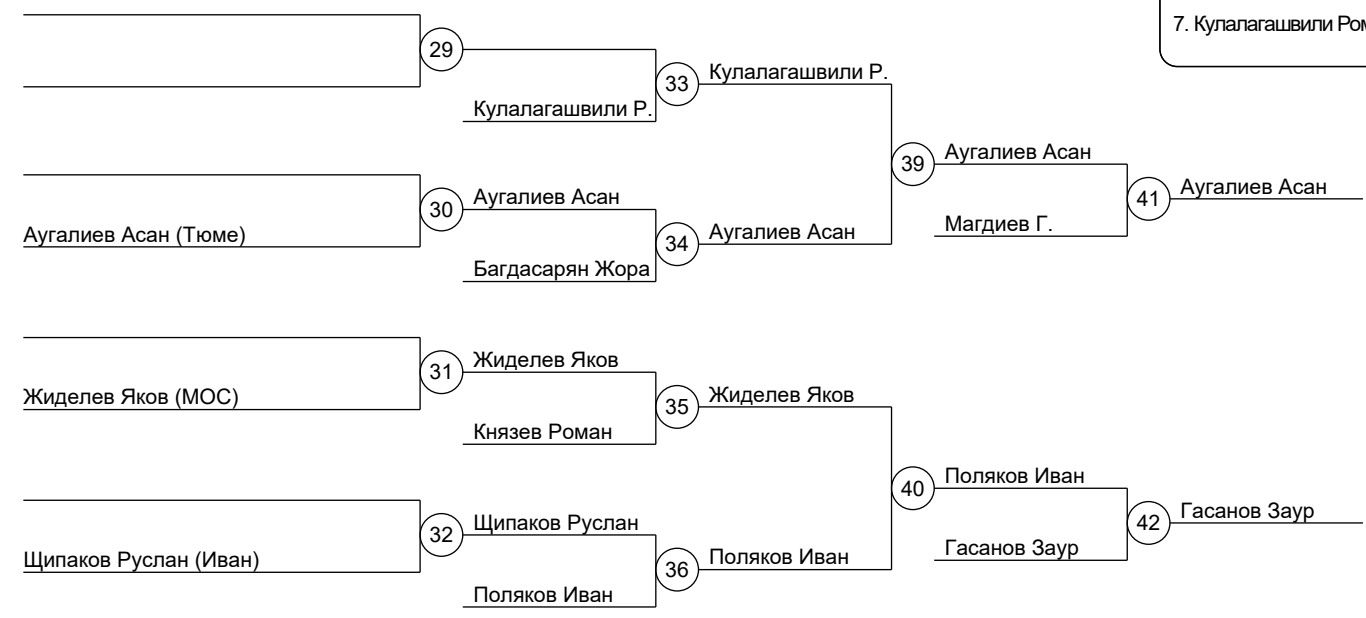 7. Кулалагашвили Ром
29
33
Кулалагашвили Р.
Кулалагашвили Р.
39
Аугалиев Асан
41
Аугалиев Асан
30
Аугалиев Асан
Аугалиев Асан (Тюме)
34
Аугалиев Асан
Магдиев Г.
Багдасарян Жора
31
Жиделев Яков
Жиделев Яков (МОС)
35
Жиделев Яков
Князев Роман
40
Поляков Иван
42
Гасанов Заур
32
Щипаков Руслан
Щипаков Руслан (Иван)
36
Поляков Иван
Гасанов Заур
Поляков Иван